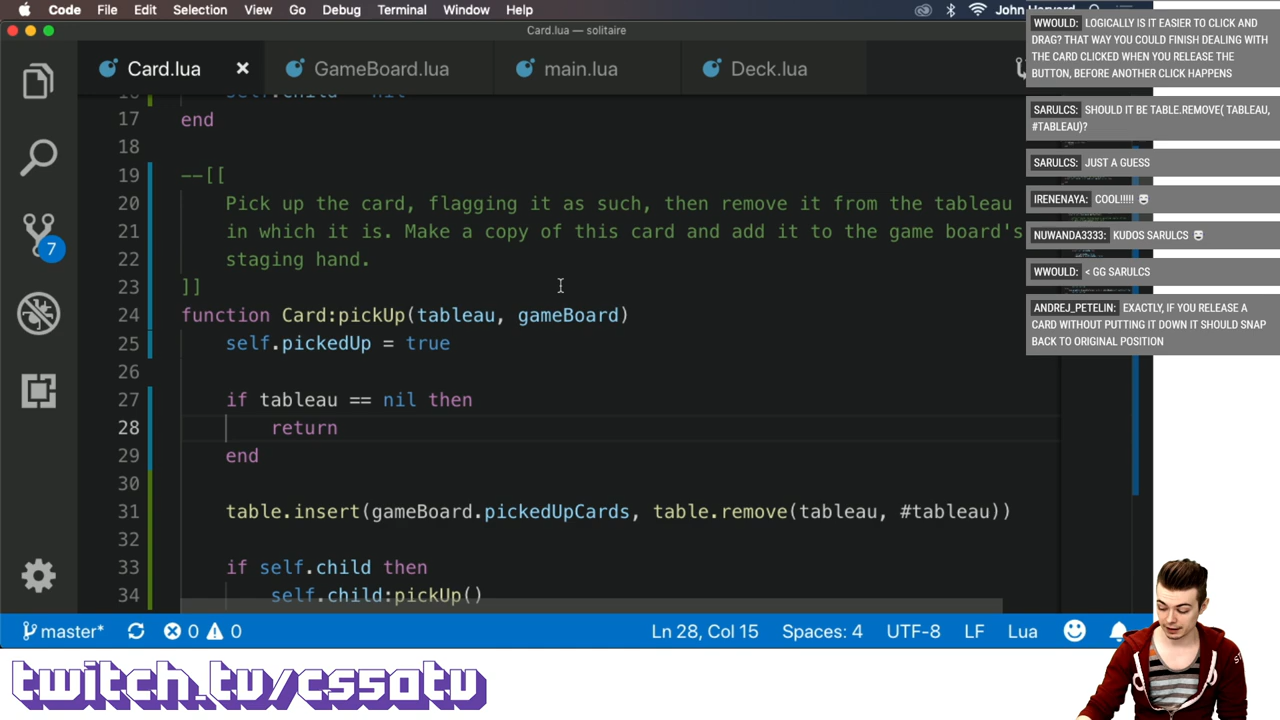 Code File Edit Selection View Go Debug Terminal Window Help John Harvard
Card.lua — solitaire
Card.lua GameBoard.lua main.lua Deck.lua
16 self.child = nil
17 end
18
19 --[[
20 Pick up the card, flagging it as such, then remove it from the tableau
21 in which it is. Make a copy of this card and add it to the game board's
22 staging hand.
23 ]]
24 function Card:pickUp(tableau, gameBoard)
25 self.pickedUp = true
26
27 if tableau == nil then
28 return
29 end
30
31 table.insert(gameBoard.pickedUpCards, table.remove(tableau, #tableau))
32
33 if self.child then
34 self.child:pickUp()
7
master* 0 0 Ln 28, Col 15 Spaces: 4 UTF-8 LF Lua
WWOULD: LOGICALLY IS IT EASIER TO CLICK AND
DRAG? THAT WAY YOU COULD FINISH DEALING WITH
THE CARD CLICKED WHEN YOU RELEASE THE
BUTTON, BEFORE ANOTHER CLICK HAPPENS
SARULCS: SHOULD IT BE TABLE.REMOVE( TABLEAU,
#TABLEAU)?
SARULCS: JUST A GUESS
IRENENAYA: COOL!!!!!
NUWANDA3333: KUDOS SARULCS
WWOULD: < GG SARULCS
ANDREJ_PETELIN: EXACTLY, IF YOU RELEASE A
CARD WITHOUT PUTTING IT DOWN IT SHOULD SNAP
BACK TO ORIGINAL POSITION
twitch.tv/cs50tv